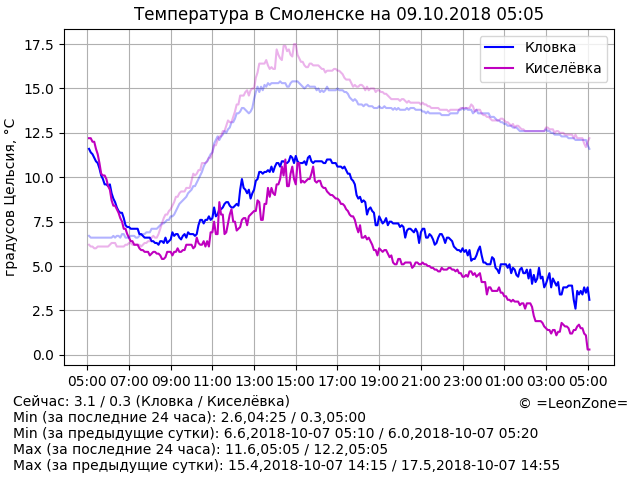 Температура в Смоленске на 09.10.2018 05:05
градусов Цельсия, °C
17.5
15.0
12.5
10.0
7.5
5.0
2.5
0.0
Кловка
Киселёвка
05:00 07:00 09:00 11:00 13:00 15:00 17:00 19:00 21:00 23:00 01:00 03:00 05:00
Сейчас: 3.1 / 0.3 (Кловка / Киселёвка)
© =LeonZone=
Min (за последние 24 часа): 2.6,04:25 / 0.3,05:00
Min (за предыдущие сутки): 6.6,2018-10-07 05:10 / 6.0,2018-10-07 05:20
Max (за последние 24 часа): 11.6,05:05 / 12.2,05:05
Max (за предыдущие сутки): 15.4,2018-10-07 14:15 / 17.5,2018-10-07 14:55